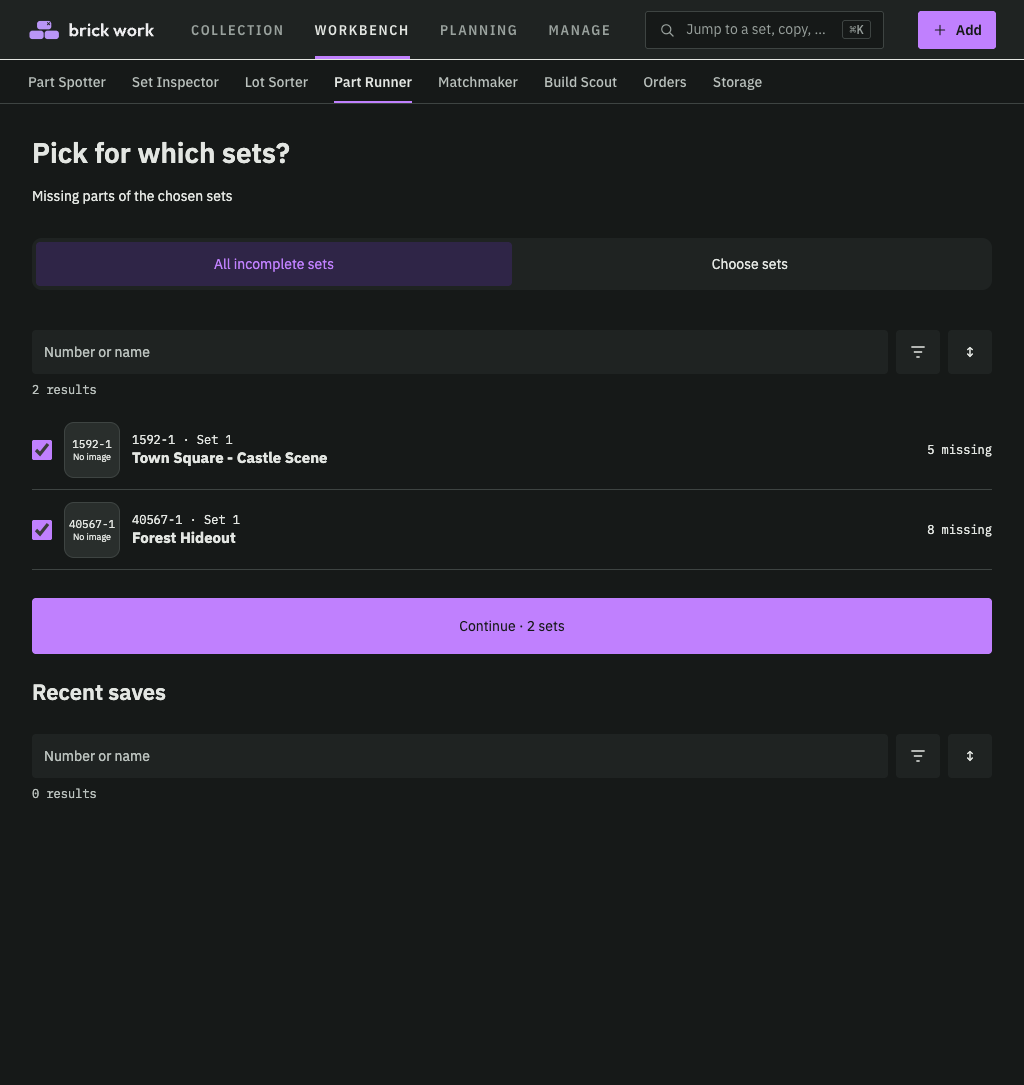 brick work
COLLECTION
WORKBENCH
PLANNING
MANAGE
Jump to a set, copy, ...
⌘K
+ Add
Part Spotter
Set Inspector
Lot Sorter
Part Runner
Matchmaker
Build Scout
Orders
Storage
Pick for which sets?
Missing parts of the chosen sets
All incomplete sets
Choose sets
Number or name
2 results
1592-1
No image
1592-1 · Set 1
Town Square - Castle Scene
5 missing
40567-1
No image
40567-1 · Set 1
Forest Hideout
8 missing
Continue · 2 sets
Recent saves
Number or name
0 results